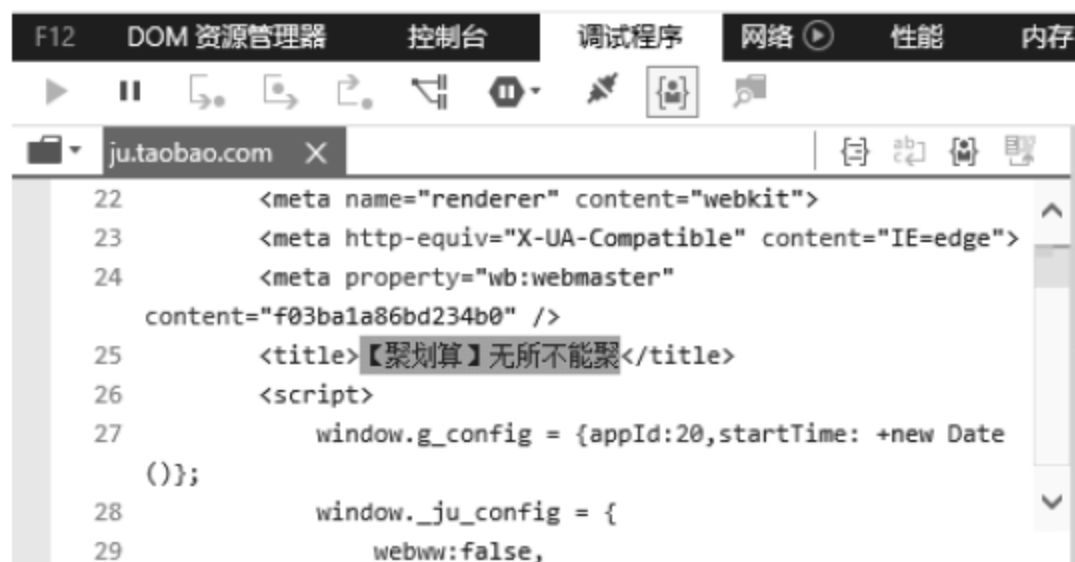 F12 DOM 资源管理器 控制台 调试程序 网络 性能 内存
ju.taobao.com
22 <meta name="renderer" content="webkit">
23 <meta http-equiv="X-UA-Compatible" content="IE=edge">
24 <meta property="wb:webmaster"
content="f03ba1a86bd234b0" />
25 <title>【聚划算】无所不能聚</title>
26 <script>
27 window.g_config = {appId:20,startTime: +new Date
()};
28 window._ju_config = {
29 webww:false,